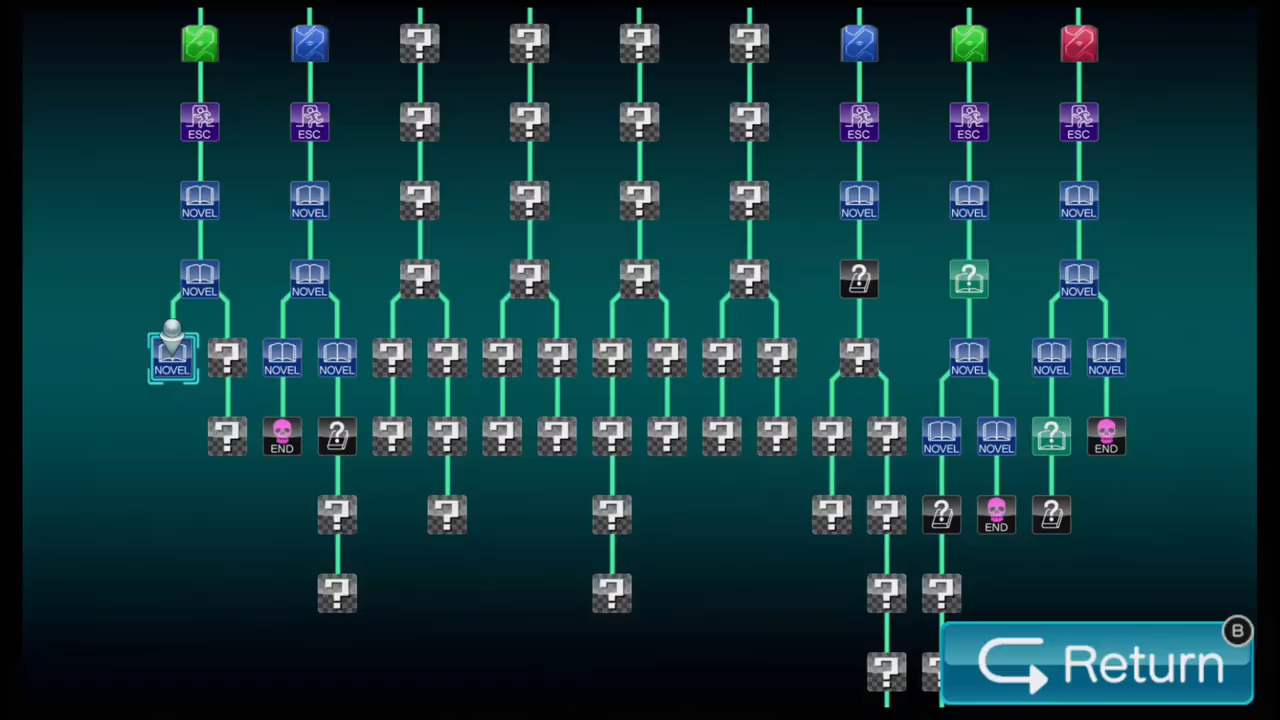 ? ? ? ?
ESC ESC ? ? ? ? ESC ESC ESC
NOVEL NOVEL ? ? ? ? NOVEL NOVEL NOVEL
NOVEL NOVEL ? ? ? ? ? ? NOVEL
NOVEL ? NOVEL NOVEL ? ? ? ? ? ? ? ? ? NOVEL NOVEL NOVEL
? END ? ? ? ? ? ? ? ? ? ? ? NOVEL NOVEL ? END
? ? ? ? ? ? END ?
? ? ? ?
B
? ? Return